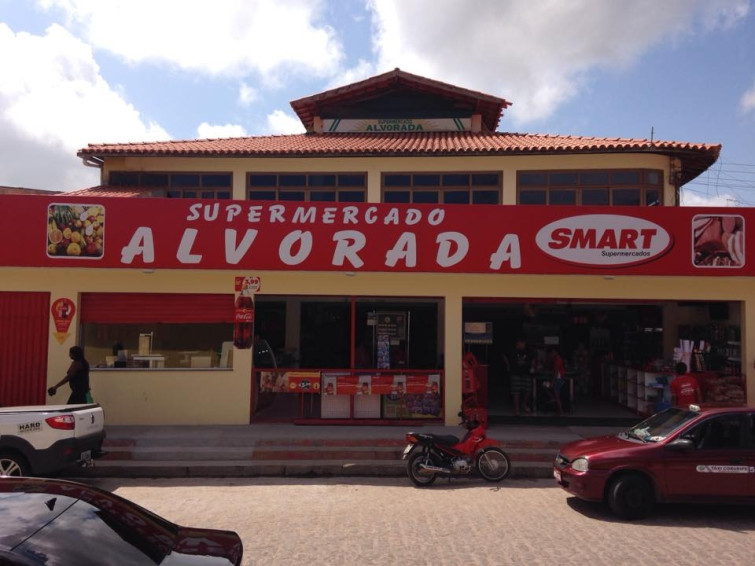 ALVORADA
SUPERMERCADO
ALVORADA
SMART
Supermercados
HARD